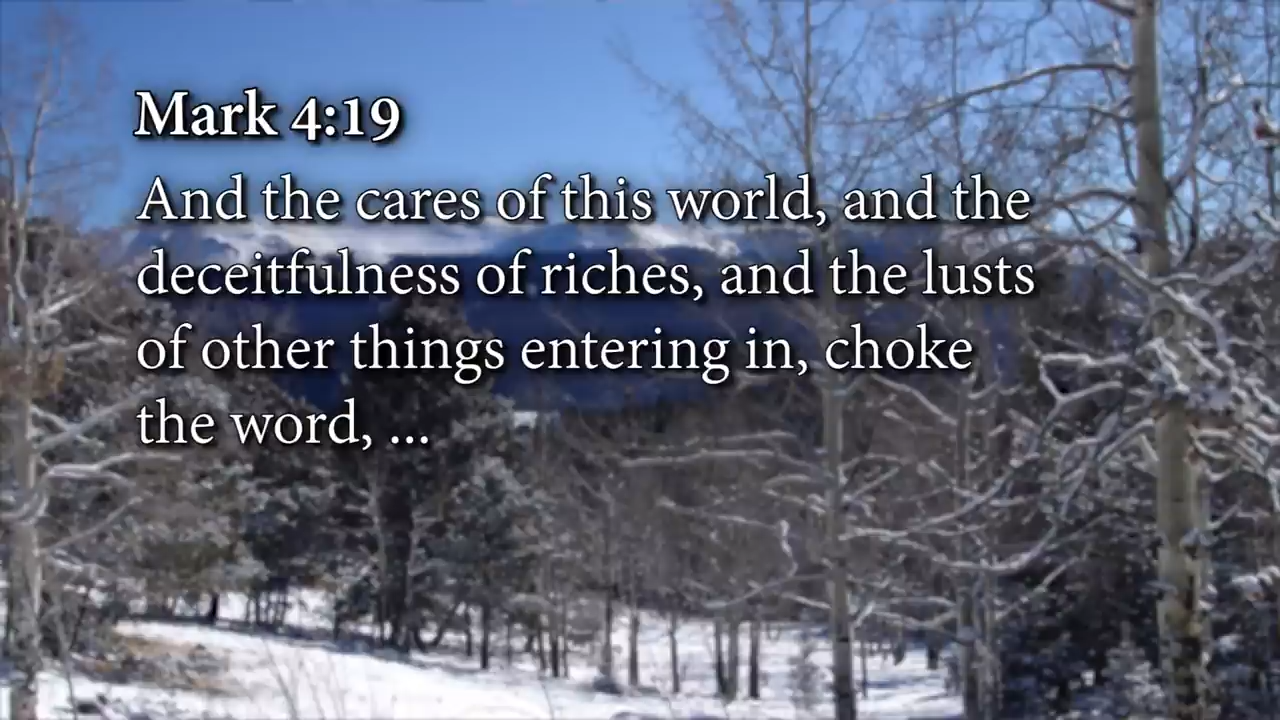 Mark 4:19
And the cares of this world, and the
deceitfulness of riches, and the lusts
of other things entering in, choke
the word, ...